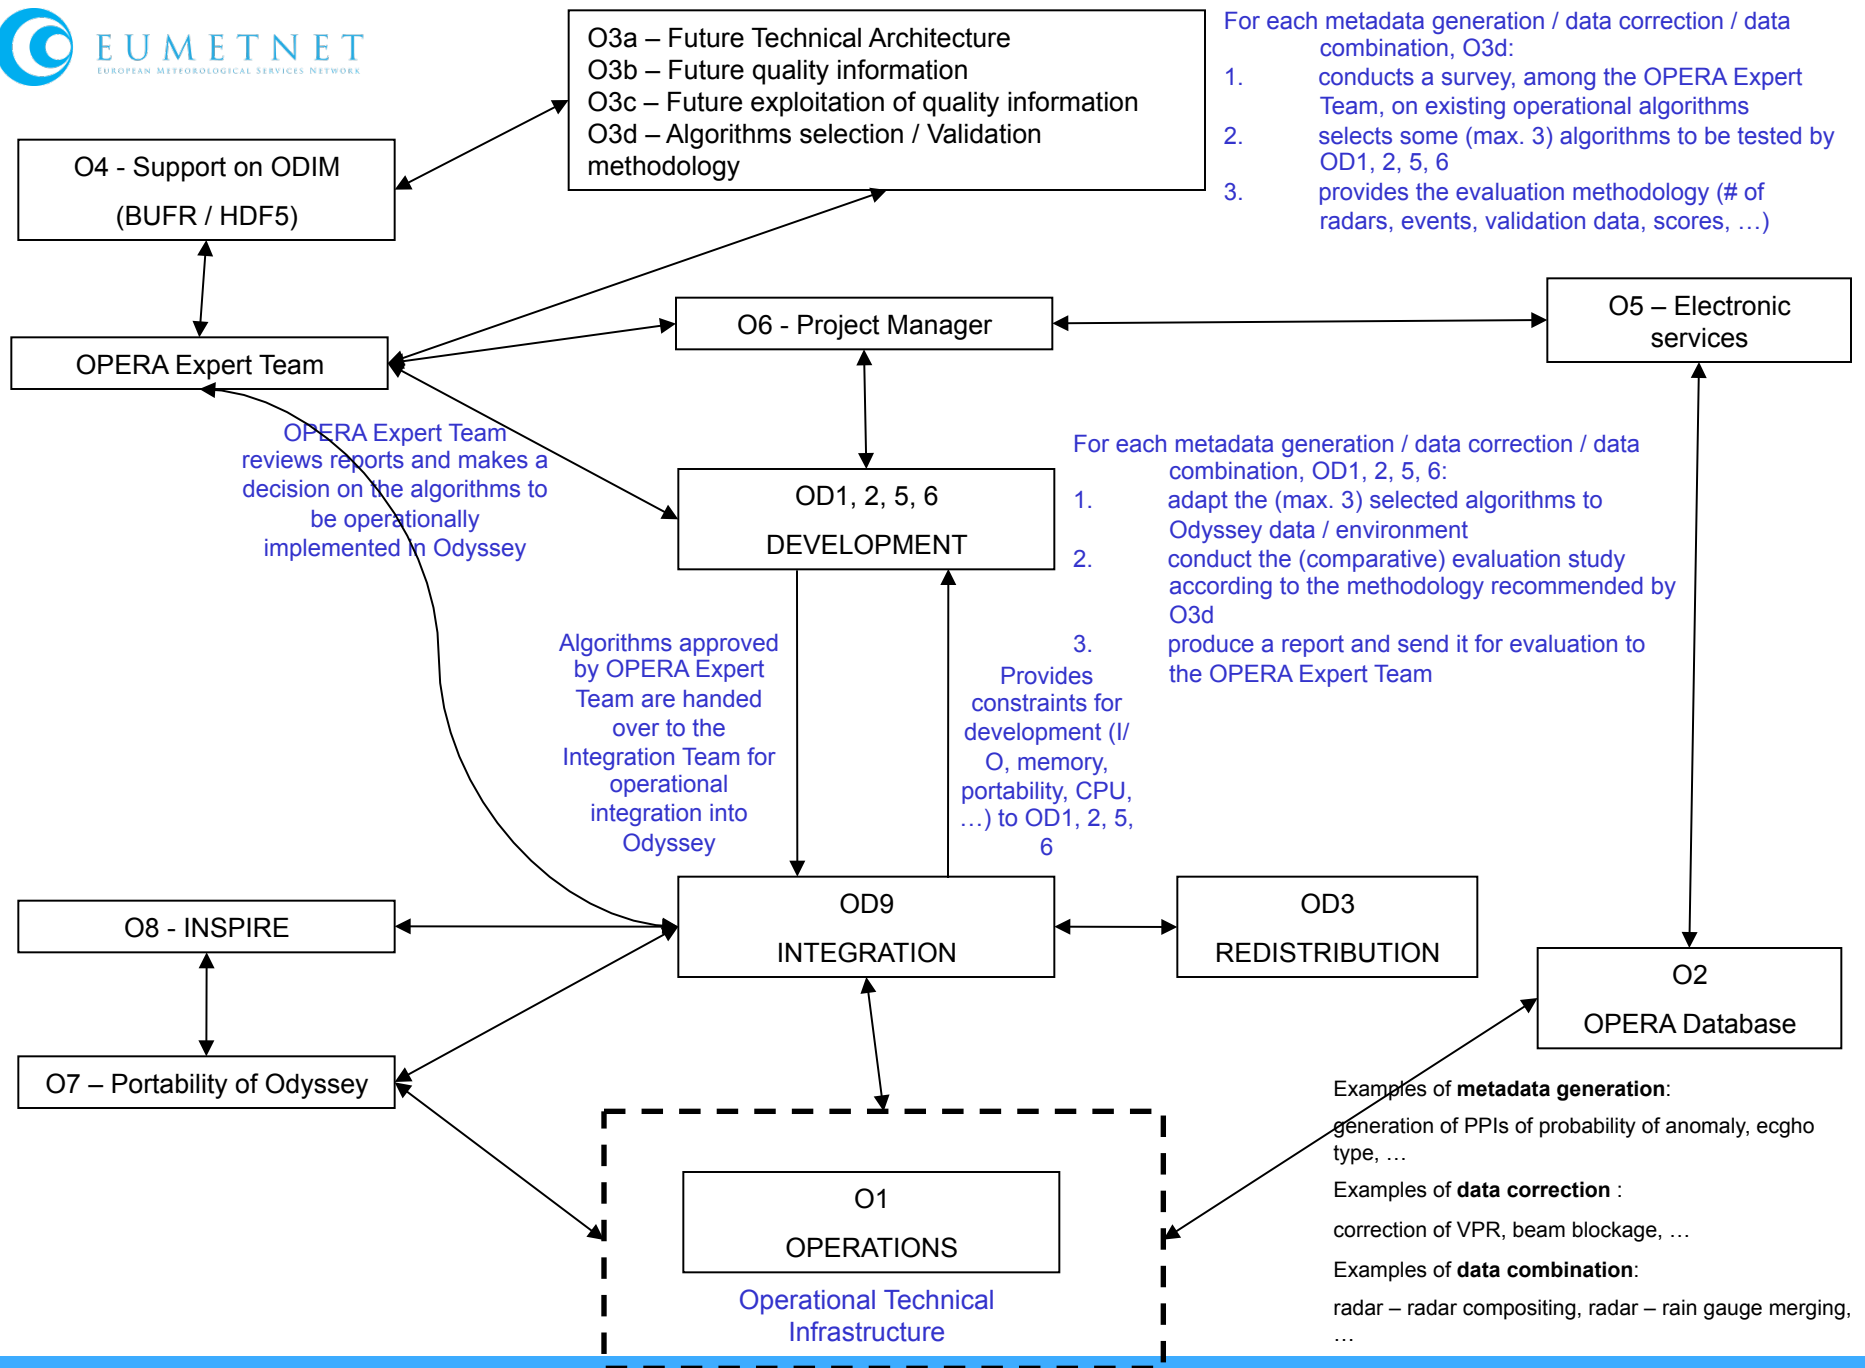 EUMETNET
EUROPEAN METEOROLOGICAL SERVICES NETWORK
O3a – Future Technical Architecture
O3b – Future quality information
O3c – Future exploitation of quality information
O3d – Algorithms selection / Validation
methodology
For each metadata generation / data correction / data
combination, O3d:
1. conducts a survey, among the OPERA Expert
Team, on existing operational algorithms
2. selects some (max. 3) algorithms to be tested by
OD1, 2, 5, 6
3. provides the evaluation methodology (# of
radars, events, validation data, scores, …)
O4 - Support on ODIM
(BUFR / HDF5)
O6 - Project Manager
O5 – Electronic
services
OPERA Expert Team
OPERA Expert Team
reviews reports and makes a
decision on the algorithms to
be operationally
implemented in Odyssey
OD1, 2, 5, 6
DEVELOPMENT
For each metadata generation / data correction / data
combination, OD1, 2, 5, 6:
1. adapt the (max. 3) selected algorithms to
Odyssey data / environment
2. conduct the (comparative) evaluation study
according to the methodology recommended by
O3d
3. produce a report and send it for evaluation to
the OPERA Expert Team
Algorithms approved
by OPERA Expert
Team are handed
over to the
Integration Team for
operational
integration into
Odyssey
Provides
constraints for
development (I/
O, memory,
portability, CPU,
…) to OD1, 2, 5,
6
O8 - INSPIRE
OD9
INTEGRATION
OD3
REDISTRIBUTION
O2
OPERA Database
O7 – Portability of Odyssey
O1
OPERATIONS
Operational Technical
Infrastructure
Examples of metadata generation:
generation of PPIs of probability of anomaly, ecgho
type, …
Examples of data correction :
correction of VPR, beam blockage, …
Examples of data combination:
radar – radar compositing, radar – rain gauge merging,
…